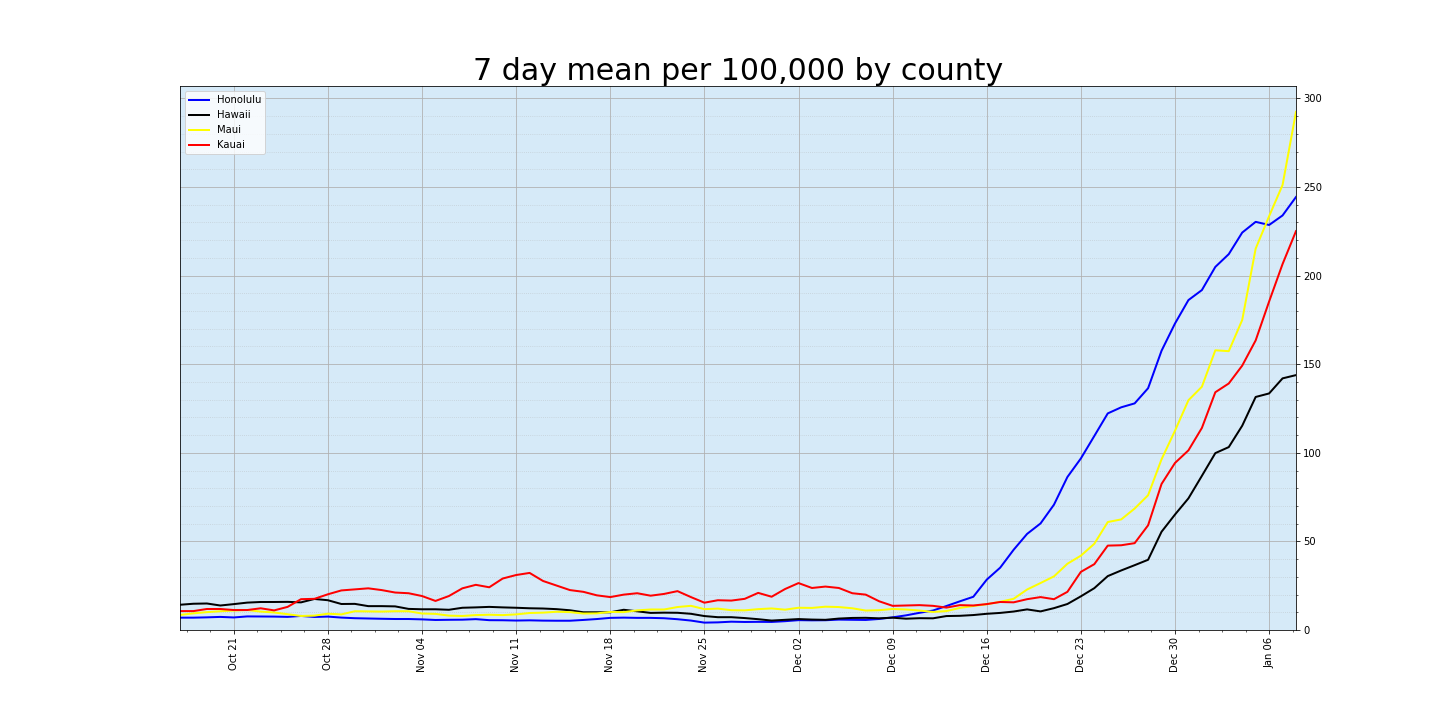 7 day mean per 100,000 by county
Honolulu
Hawaii
Maui
Kauai
300
250
200
150
100
50
0
Oct 21
Oct 28
Nov 04
Nov 11
Nov 18
Nov 25
Dec 02
Dec 09
Dec 16
Dec 23
Dec 30
Jan 06